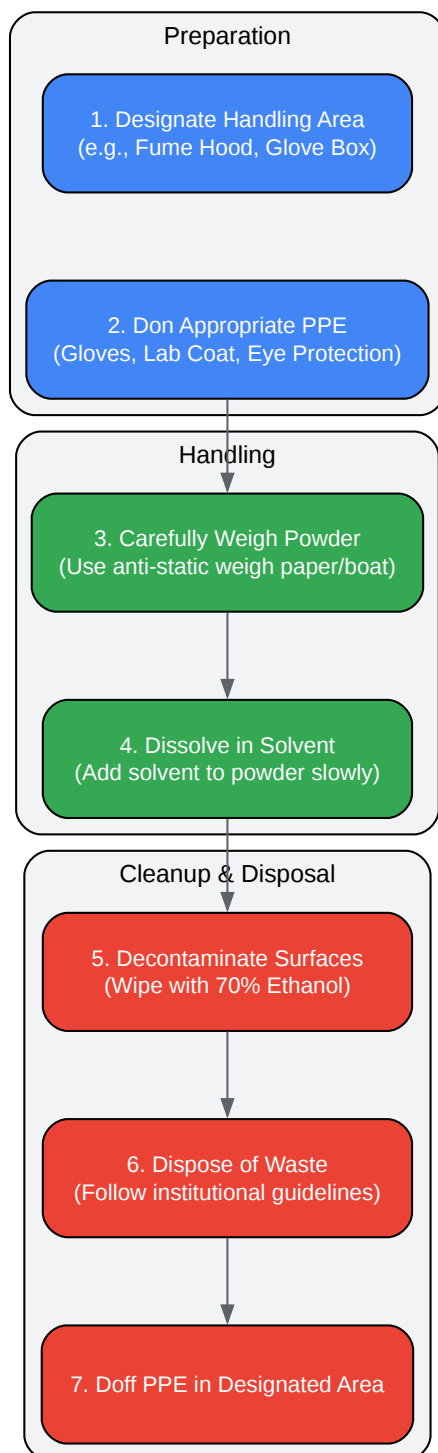 Preparation
1. Designate Handling Area
(e.g., Fume Hood, Glove Box)
2. Don Appropriate PPE
(Gloves, Lab Coat, Eye Protection)
Handling
3. Carefully Weigh Powder
(Use anti-static weigh paper/boat)
4. Dissolve in Solvent
(Add solvent to powder slowly)
Cleanup & Disposal
5. Decontaminate Surfaces
(Wipe with 70% Ethanol)
6. Dispose of Waste
(Follow institutional guidelines)
7. Doff PPE in Designated Area